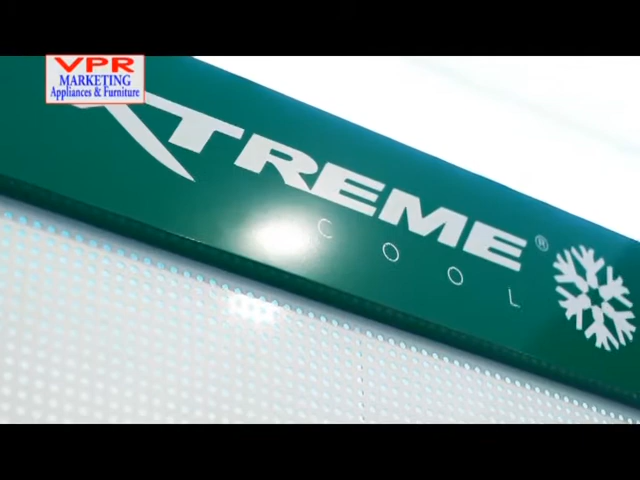 VPR
MARKETING
Appliances & Furniture
XTREME®
COOL